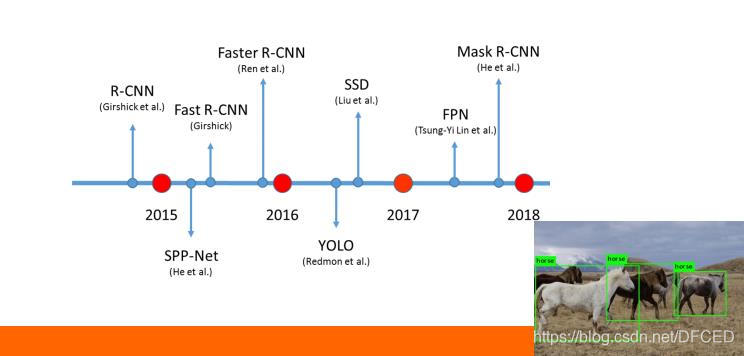 R-CNN
(Girshick et al.)
Fast R-CNN
(Girshick)
Faster R-CNN
(Ren et al.)
SSD
(Liu et al.)
FPN
(Tsung-Yi Lin et al.)
Mask R-CNN
(He et al.)
2015
2016
2017
2018
SPP-Net
(He et al.)
YOLO
(Redmon et al.)
horse
horse
horse
https://blog.csdn.net/DFCED